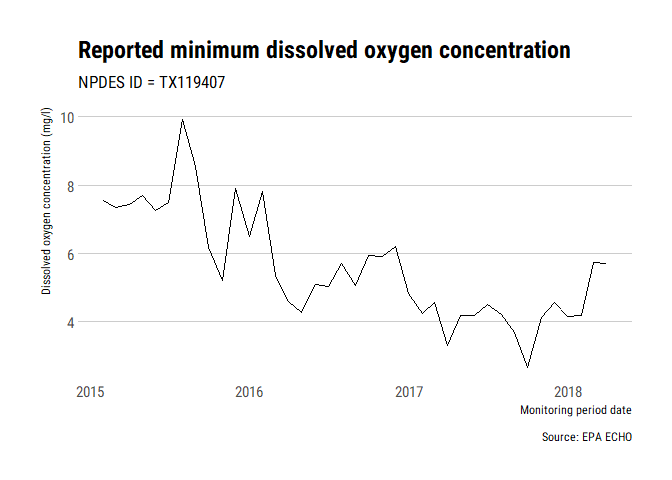 Reported minimum dissolved oxygen concentration
NPDES ID = TX119407
Dissolved oxygen concentration (mg/l)
10
8
6
4
2015 2016 2017 2018
Monitoring period date
Source: EPA ECHO